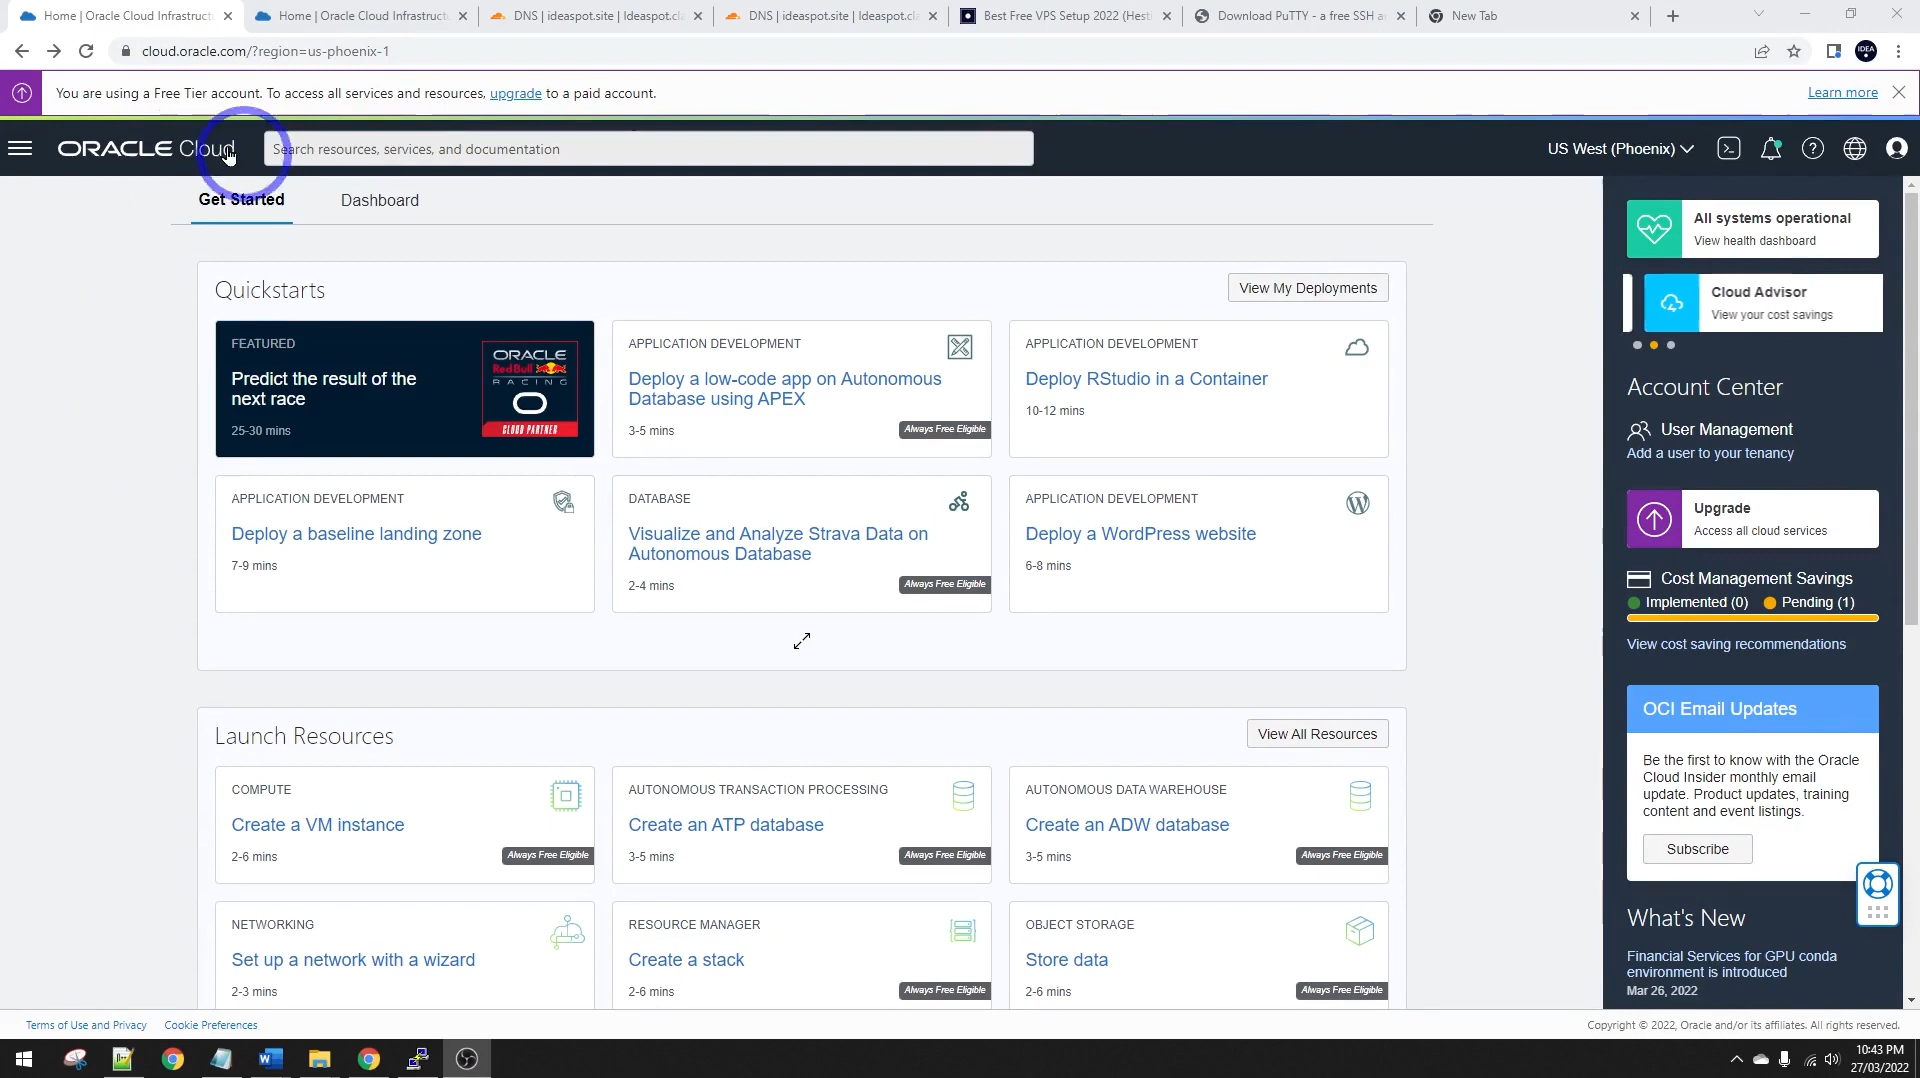 Home | Oracle Cloud Infrastruct
Home | Oracle Cloud Infrastruct
DNS | ideaspot.site | Ideaspot.cla
DNS | ideaspot.site | Ideaspot.cla
Best Free VPS Setup 2022 (Hesti
Download PuTTY - a free SSH a
New Tab
cloud.oracle.com/?region=us-phoenix-1
IDEA
You are using a Free Tier account. To access all services and resources, upgrade to a paid account.
Learn more
ORACLE Cloud
Search resources, services, and documentation
US West (Phoenix)
Get Started
Dashboard
Quickstarts
View My Deployments
FEATURED
Predict the result of the
next race
25-30 mins
ORACLE
Red Bull
RACING
CLOUD PARTNER
APPLICATION DEVELOPMENT
Deploy a low-code app on Autonomous
Database using APEX
3-5 mins
Always Free Eligible
APPLICATION DEVELOPMENT
Deploy RStudio in a Container
10-12 mins
APPLICATION DEVELOPMENT
Deploy a baseline landing zone
7-9 mins
DATABASE
Visualize and Analyze Strava Data on
Autonomous Database
2-4 mins
Always Free Eligible
APPLICATION DEVELOPMENT
Deploy a WordPress website
6-8 mins
Launch Resources
View All Resources
COMPUTE
Create a VM instance
2-6 mins
Always Free Eligible
AUTONOMOUS TRANSACTION PROCESSING
Create an ATP database
3-5 mins
Always Free Eligible
AUTONOMOUS DATA WAREHOUSE
Create an ADW database
3-5 mins
Always Free Eligible
NETWORKING
Set up a network with a wizard
2-3 mins
RESOURCE MANAGER
Create a stack
2-6 mins
Always Free Eligible
OBJECT STORAGE
Store data
2-6 mins
Always Free Eligible
All systems operational
View health dashboard
Cloud Advisor
View your cost savings
Account Center
User Management
Add a user to your tenancy
Upgrade
Access all cloud services
Cost Management Savings
Implemented (0)
Pending (1)
View cost saving recommendations
OCI Email Updates
Be the first to know with the Oracle
Cloud Insider monthly email
update. Product updates, training
content and event listings.
Subscribe
What's New
Financial Services for GPU conda
environment is introduced
Mar 26, 2022
Terms of Use and Privacy
Cookie Preferences
Copyright © 2022, Oracle and/or its affiliates. All rights reserved.
10:43 PM
27/03/2022